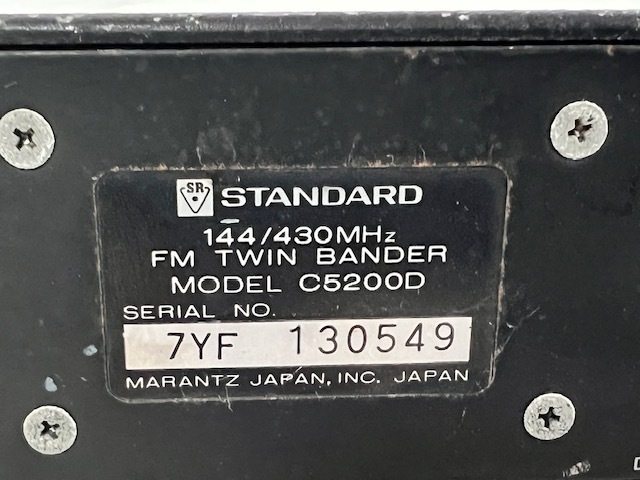 SR STANDARD
144/430MHz
FM TWIN BANDER
MODEL C5200D
SERIAL NO.
7YF 130549
MARANTZ JAPAN, INC. JAPAN